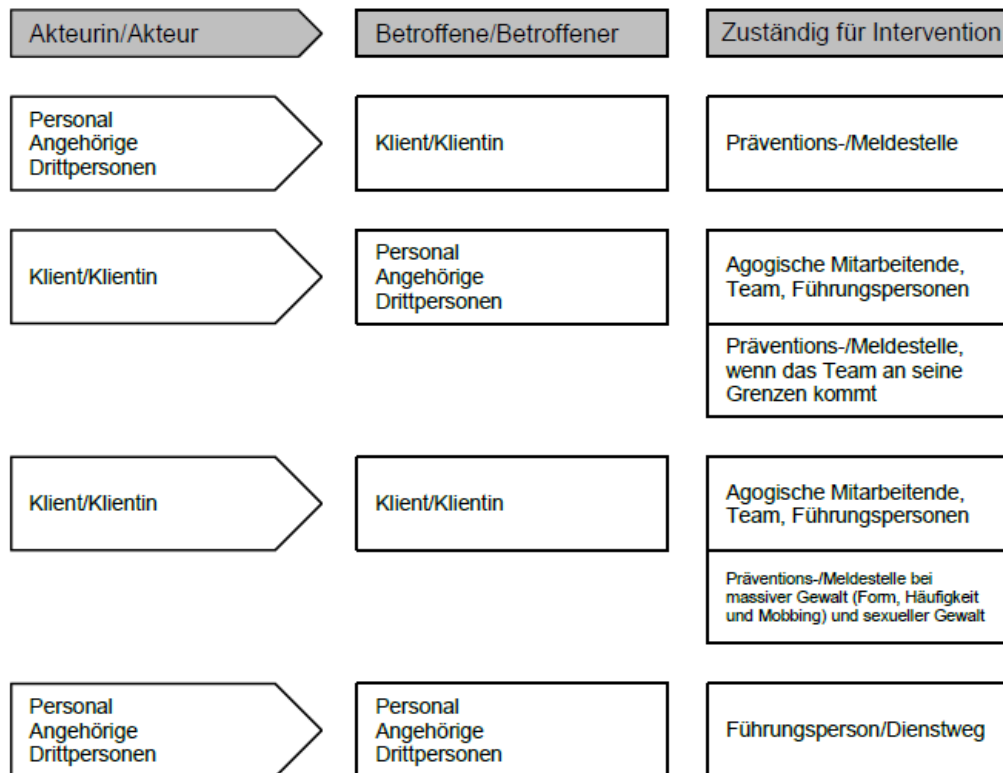 Akteurin/Akteur
Betroffene/Betroffener
Zuständig für Intervention
Personal
Angehörige
Drittpersonen
Klient/Klientin
Präventions-/Meldestelle
Klient/Klientin
Personal
Angehörige
Drittpersonen
Agogische Mitarbeitende,
Team, Führungspersonen
Präventions-/Meldestelle,
wenn das Team an seine
Grenzen kommt
Klient/Klientin
Klient/Klientin
Agogische Mitarbeitende,
Team, Führungspersonen
Präventions-/Meldestelle bei
massiver Gewalt (Form, Häufigkeit
und Mobbing) und sexueller Gewalt
Personal
Angehörige
Drittpersonen
Personal
Angehörige
Drittpersonen
Führungsperson/Dienstweg